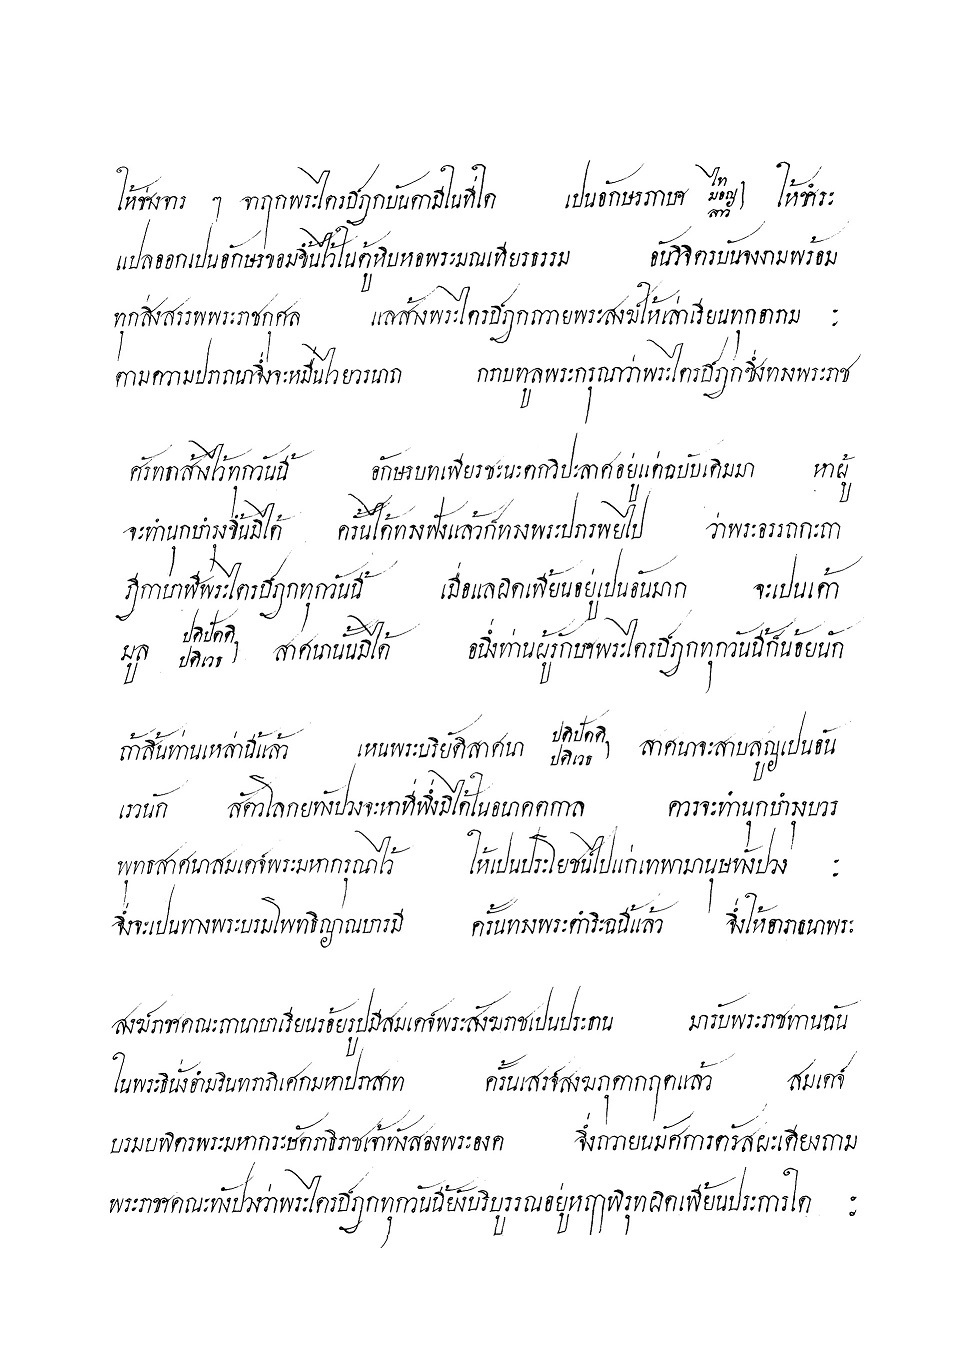 ให้ช่างจาร ๆ จาฤกพระไตรปีฎกบันดามีในที่ใด เปนอักษรภาษา ไท มอญ ลาว ให้ชำระ
แปลออกเปนอักษรขอมขึ้นไว้ในตู้หีบหอพระมณเทียรธรรม อันวิจิตรบันจงงามพร้อม
ทุกสิ่งสรรพพระราชกุศล แลส้างพระไตรปีฎกถวายพระสงฆ์ให้เล่าเรียนทุกอาราม ะ
ตามความปราถนาจึ่งจะหมื่นไวยวรนาถ กราบทูลพระกรุณาว่าพระไตรปีฎกซึ่งทรงพระราช
ศรัทธาส้างไว้ทุกวันนี้ อักษรบทเพียรชะนะตกวิปะลาศอยู่แต่ฉบับเดิมมา หาผู้
จะทำนุกบำรุงขึ้นมิได้ ครั้นได้ทรงฟังแล้วก็ทรงพระปรารพย์ไป ว่าพระอรรถกะถา
ฎีกาบาฬีพระไตรปีฎกทุกวันนี้ เมื่อแลผิดเพี้ยนอยู่เปนอันมาก จะเปนเค้า
มูล ปติปัตติ ปติเวธ สาศนานั้นมิได้ อนึ่งท่านผู้รักษาพระไตรปีฎกทุกวันนี้ก็น้อยนัก
ถ้าสิ้นท่านเหล่านี้แล้ว เหนพระปริยัติสาศนา ปติปัตติ ปติเวธ สาศนาจะสาบสูญเปนอัน
เรวนัก สัตวโลกยทังปวงจะหาที่พึ่งมิได้ในอนาคตกาล ควรจะทำนุกบำรุงบวร
พุทธสาศนาสมเดจ์พระมหากรุณาไว้ ให้เปนประโยชน์ไปแก่เทพามานุษทังปวง ะ
จึ่งจะเปนทางพระบรมโพทธิญาณบารมี ครั้นทรงพระดำริะฉนี้แล้ว จึ่งให้อาราธนาพระ
สงฆ์ราชาคณะถานาบาเรียนร้อยรูปมีสมเดจ์พระสังฆราชเปนประทาน มารับพระราชทานฉัน
ในพระธินั่งอำมรินทราภิเศกมหาปราสาท ครั้นเสรจ์สงฆภุตากฤตแล้ว สมเดจ์
บรมบพิตรพระมหากระษัตราธิราชเจ้าทังสองพระองค จึ่งถวายนมัศการตรัสผะเดียงถาม
พระราชาคณะทังปวงว่าพระไตรปีฎกทุกวันนี้ยังบริบูรรณอยู่หฤๅพิรุทผิดเพี้ยนประการใด ะ